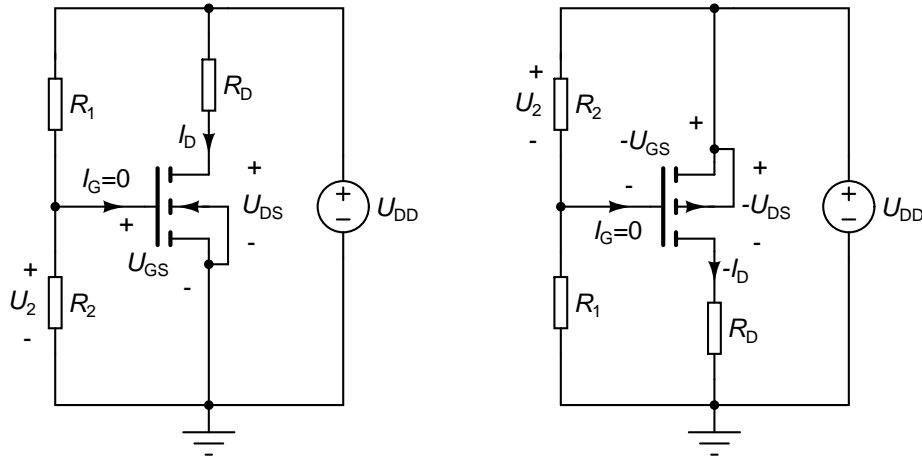 R1
RD
ID
IG=0
+
+
UDS
-
+
-
UDD
+
UGS
-
+
U2
R2
-
+
U2
R2
-
+
-UGS
-
+
-UDS
-
IG=0
+
-
UDD
-ID
R1
RD